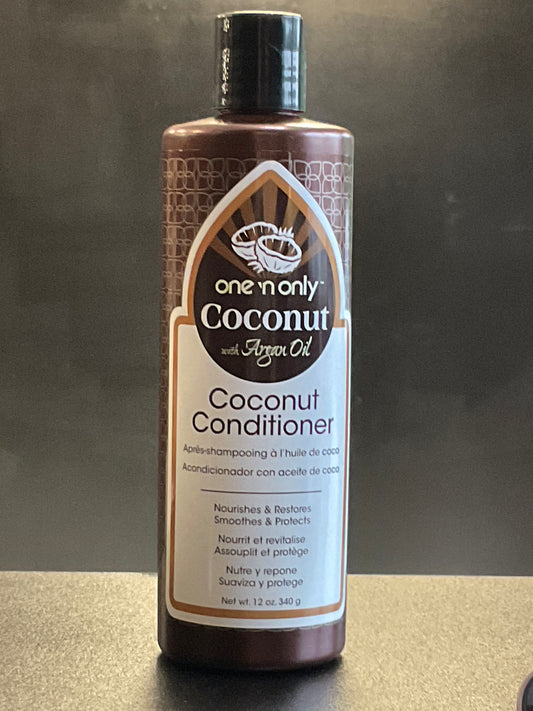 one 'n only™
Coconut
with Argan Oil
Coconut
Conditioner
Après-shampooing à l'huile de coco
Acondicionador con aceite de coco
Nourishes & Restores
Smoothes & Protects
Nourrit et revitalise
Assouplit et protège
Nutre y repone
Suaviza y protege
Net wt. 12 oz. 340 g